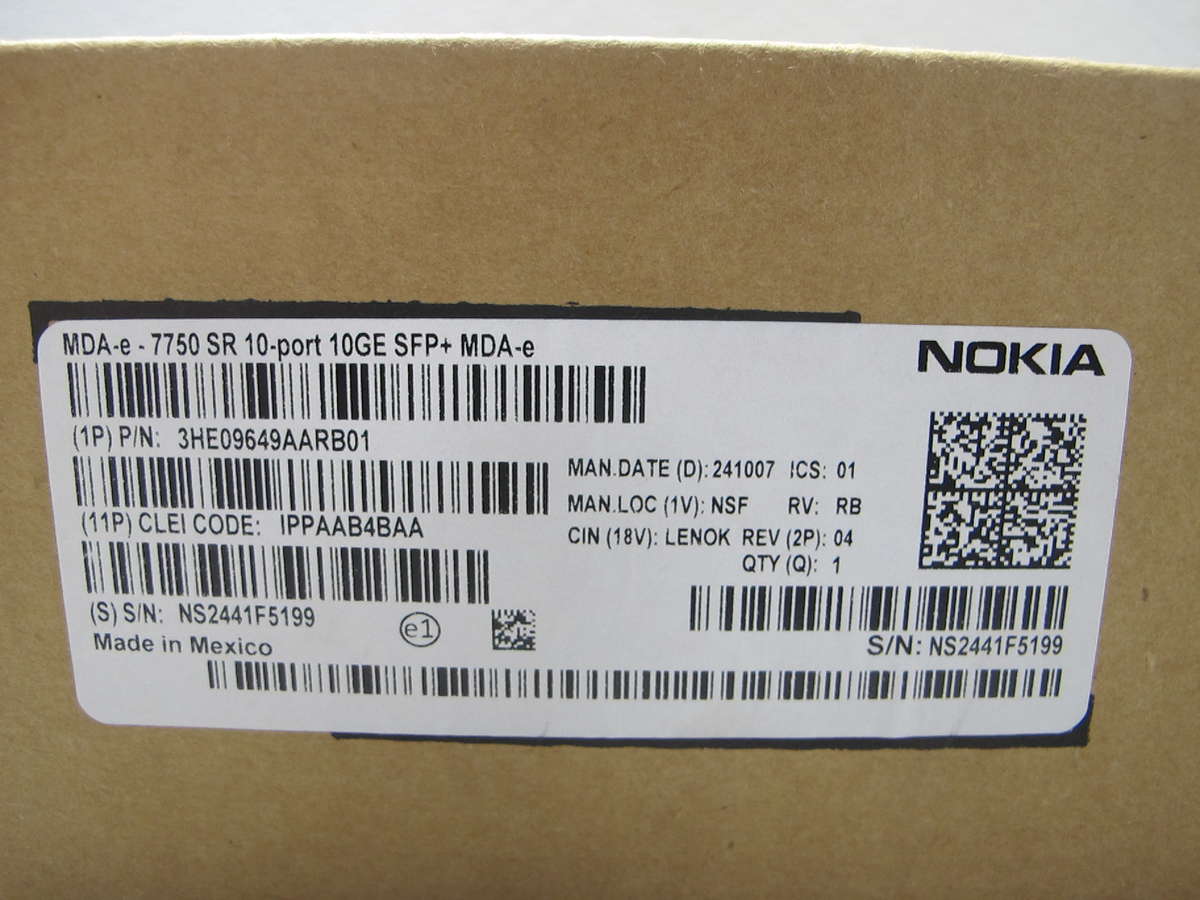 MDA-e - 7750 SR 10-port 10GE SFP+ MDA-e
NOKIA
(1P) P/N: 3HE09649AARB01
MAN.DATE (D): 241007 ICS: 01
MAN.LOC (1V): NSF RV: RB
(11P) CLEI CODE: IPPAAB4BAA
CIN (18V): LENOK REV (2P): 04
QTY (Q): 1
(S) S/N: NS2441F5199
e1
Made in Mexico
S/N: NS2441F5199